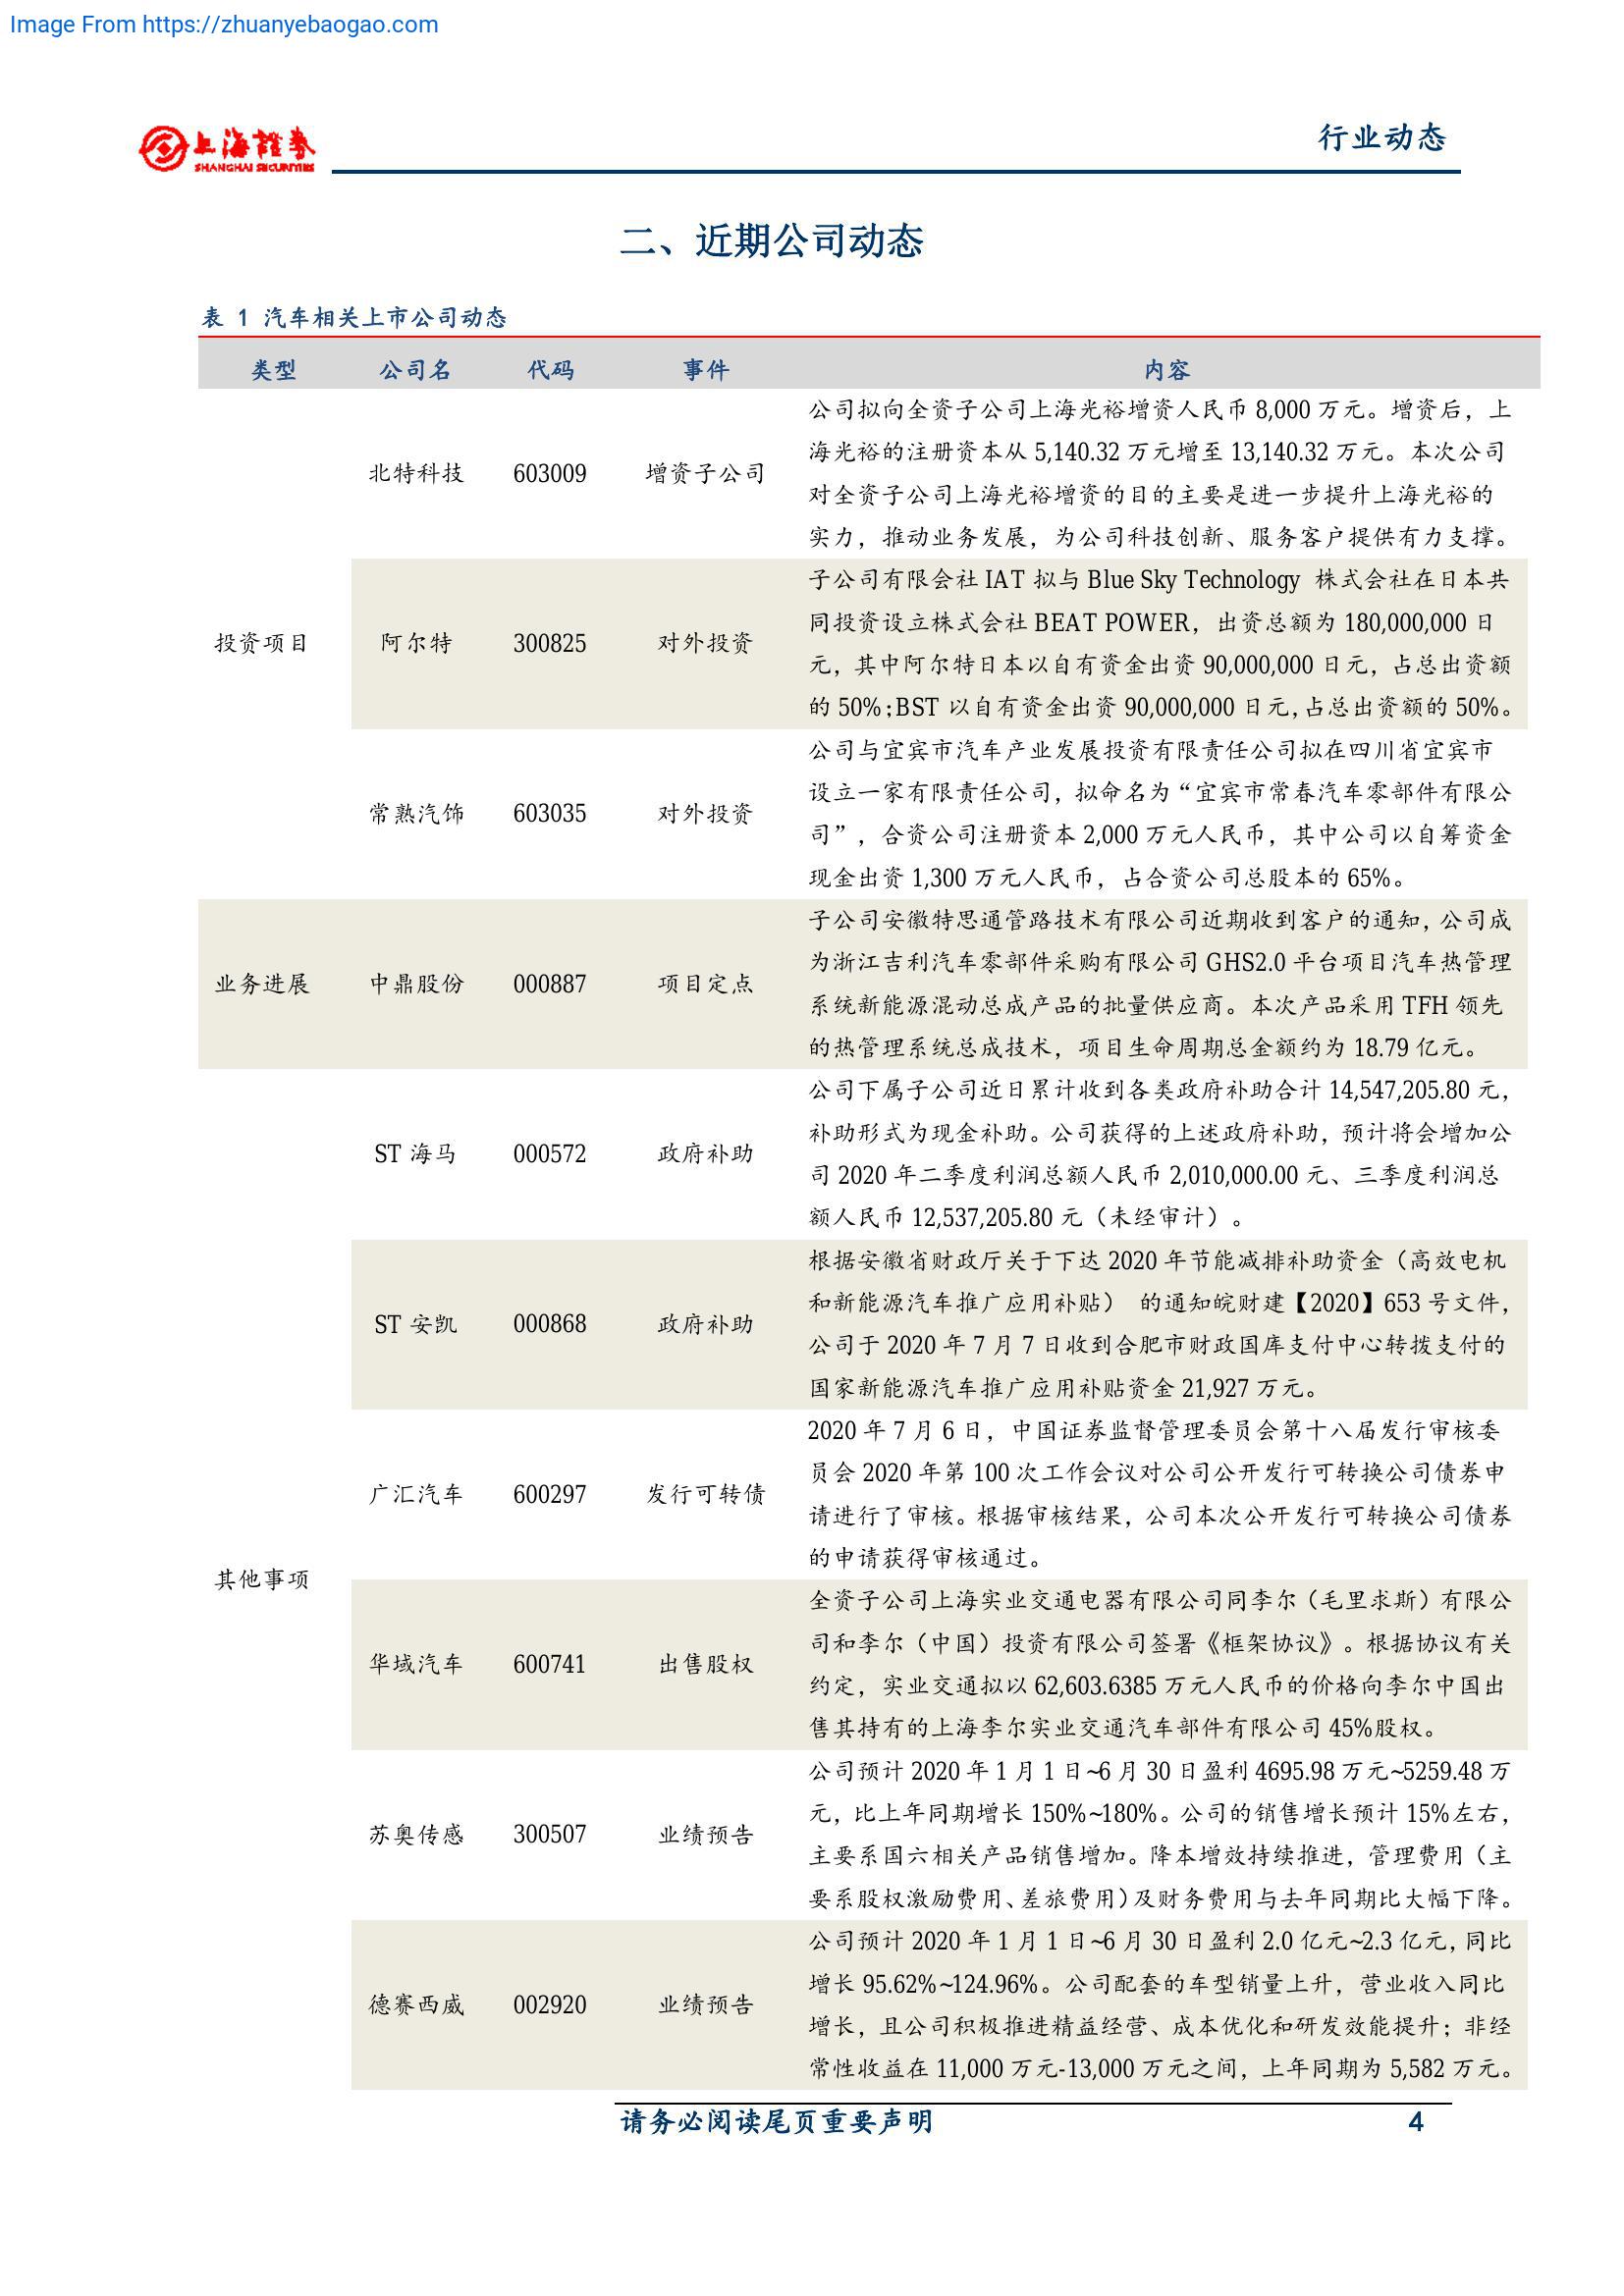 Image From https://zhuanyebaogao.com
上海證券
SHANGHAI SECURITIES
行业动态
二、近期公司动态
表 1 汽车相关上市公司动态
类型 公司名 代码 事件 内容
投资项目
北特科技 603009 增资子公司
公司拟向全资子公司上海光裕增资人民币 8,000 万元。增资后，上
海光裕的注册资本从 5,140.32 万元增至 13,140.32 万元。本次公司
对全资子公司上海光裕增资的目的主要是进一步提升上海光裕的
实力，推动业务发展，为公司科技创新、服务客户提供有力支撑。
阿尔特 300825 对外投资
子公司有限会社 IAT 拟与 Blue Sky Technology 株式会社在日本共
同投资设立株式会社 BEAT POWER，出资总额为 180,000,000 日
元，其中阿尔特日本以自有资金出资 90,000,000 日元，占总出资额
的 50%；BST 以自有资金出资 90,000,000 日元，占总出资额的 50%。
常熟汽饰 603035 对外投资
公司与宜宾市汽车产业发展投资有限责任公司拟在四川省宜宾市
设立一家有限责任公司，拟命名为“宜宾市常春汽车零部件有限公
司”，合资公司注册资本 2,000 万元人民币，其中公司以自筹资金
现金出资 1,300 万元人民币，占合资公司总股本的 65%。
业务进展 中鼎股份 000887 项目定点
子公司安徽特思通管路技术有限公司近期收到客户的通知，公司成
为浙江吉利汽车零部件采购有限公司 GHS2.0 平台项目汽车热管理
系统新能源混动总成产品的批量供应商。本次产品采用 TFH 领先
的热管理系统总成技术，项目生命周期总金额约为 18.79 亿元。
其他事项
ST 海马 000572 政府补助
公司下属子公司近日累计收到各类政府补助合计 14,547,205.80 元，
补助形式为现金补助。公司获得的上述政府补助，预计将会增加公
司 2020 年二季度利润总额人民币 2,010,000.00 元、三季度利润总
额人民币 12,537,205.80 元（未经审计）。
ST 安凯 000868 政府补助
根据安徽省财政厅关于下达 2020 年节能减排补助资金（高效电机
和新能源汽车推广应用补贴） 的通知皖财建【2020】653 号文件，
公司于 2020 年 7 月 7 日收到合肥市财政国库支付中心转拨支付的
国家新能源汽车推广应用补贴资金 21,927 万元。
广汇汽车 600297 发行可转债
2020 年 7 月 6 日，中国证券监督管理委员会第十八届发行审核委
员会 2020 年第 100 次工作会议对公司公开发行可转换公司债券申
请进行了审核。根据审核结果，公司本次公开发行可转换公司债券
的申请获得审核通过。
华域汽车 600741 出售股权
全资子公司上海实业交通电器有限公司同李尔（毛里求斯）有限公
司和李尔（中国）投资有限公司签署《框架协议》。根据协议有关
约定，实业交通拟以 62,603.6385 万元人民币的价格向李尔中国出
售其持有的上海李尔实业交通汽车部件有限公司 45%股权。
苏奥传感 300507 业绩预告
公司预计 2020 年 1 月 1 日~6 月 30 日盈利 4695.98 万元~5259.48 万
元，比上年同期增长 150%~180%。公司的销售增长预计 15%左右，
主要系国六相关产品销售增加。降本增效持续推进，管理费用（主
要系股权激励费用、差旅费用）及财务费用与去年同期比大幅下降。
德赛西威 002920 业绩预告
公司预计 2020 年 1 月 1 日~6 月 30 日盈利 2.0 亿元~2.3 亿元，同比
增长 95.62%~124.96%。公司配套的车型销量上升，营业收入同比
增长，且公司积极推进精益经营、成本优化和研发效能提升；非经
常性收益在 11,000 万元-13,000 万元之间，上年同期为 5,582 万元。
请务必阅读尾页重要声明 4